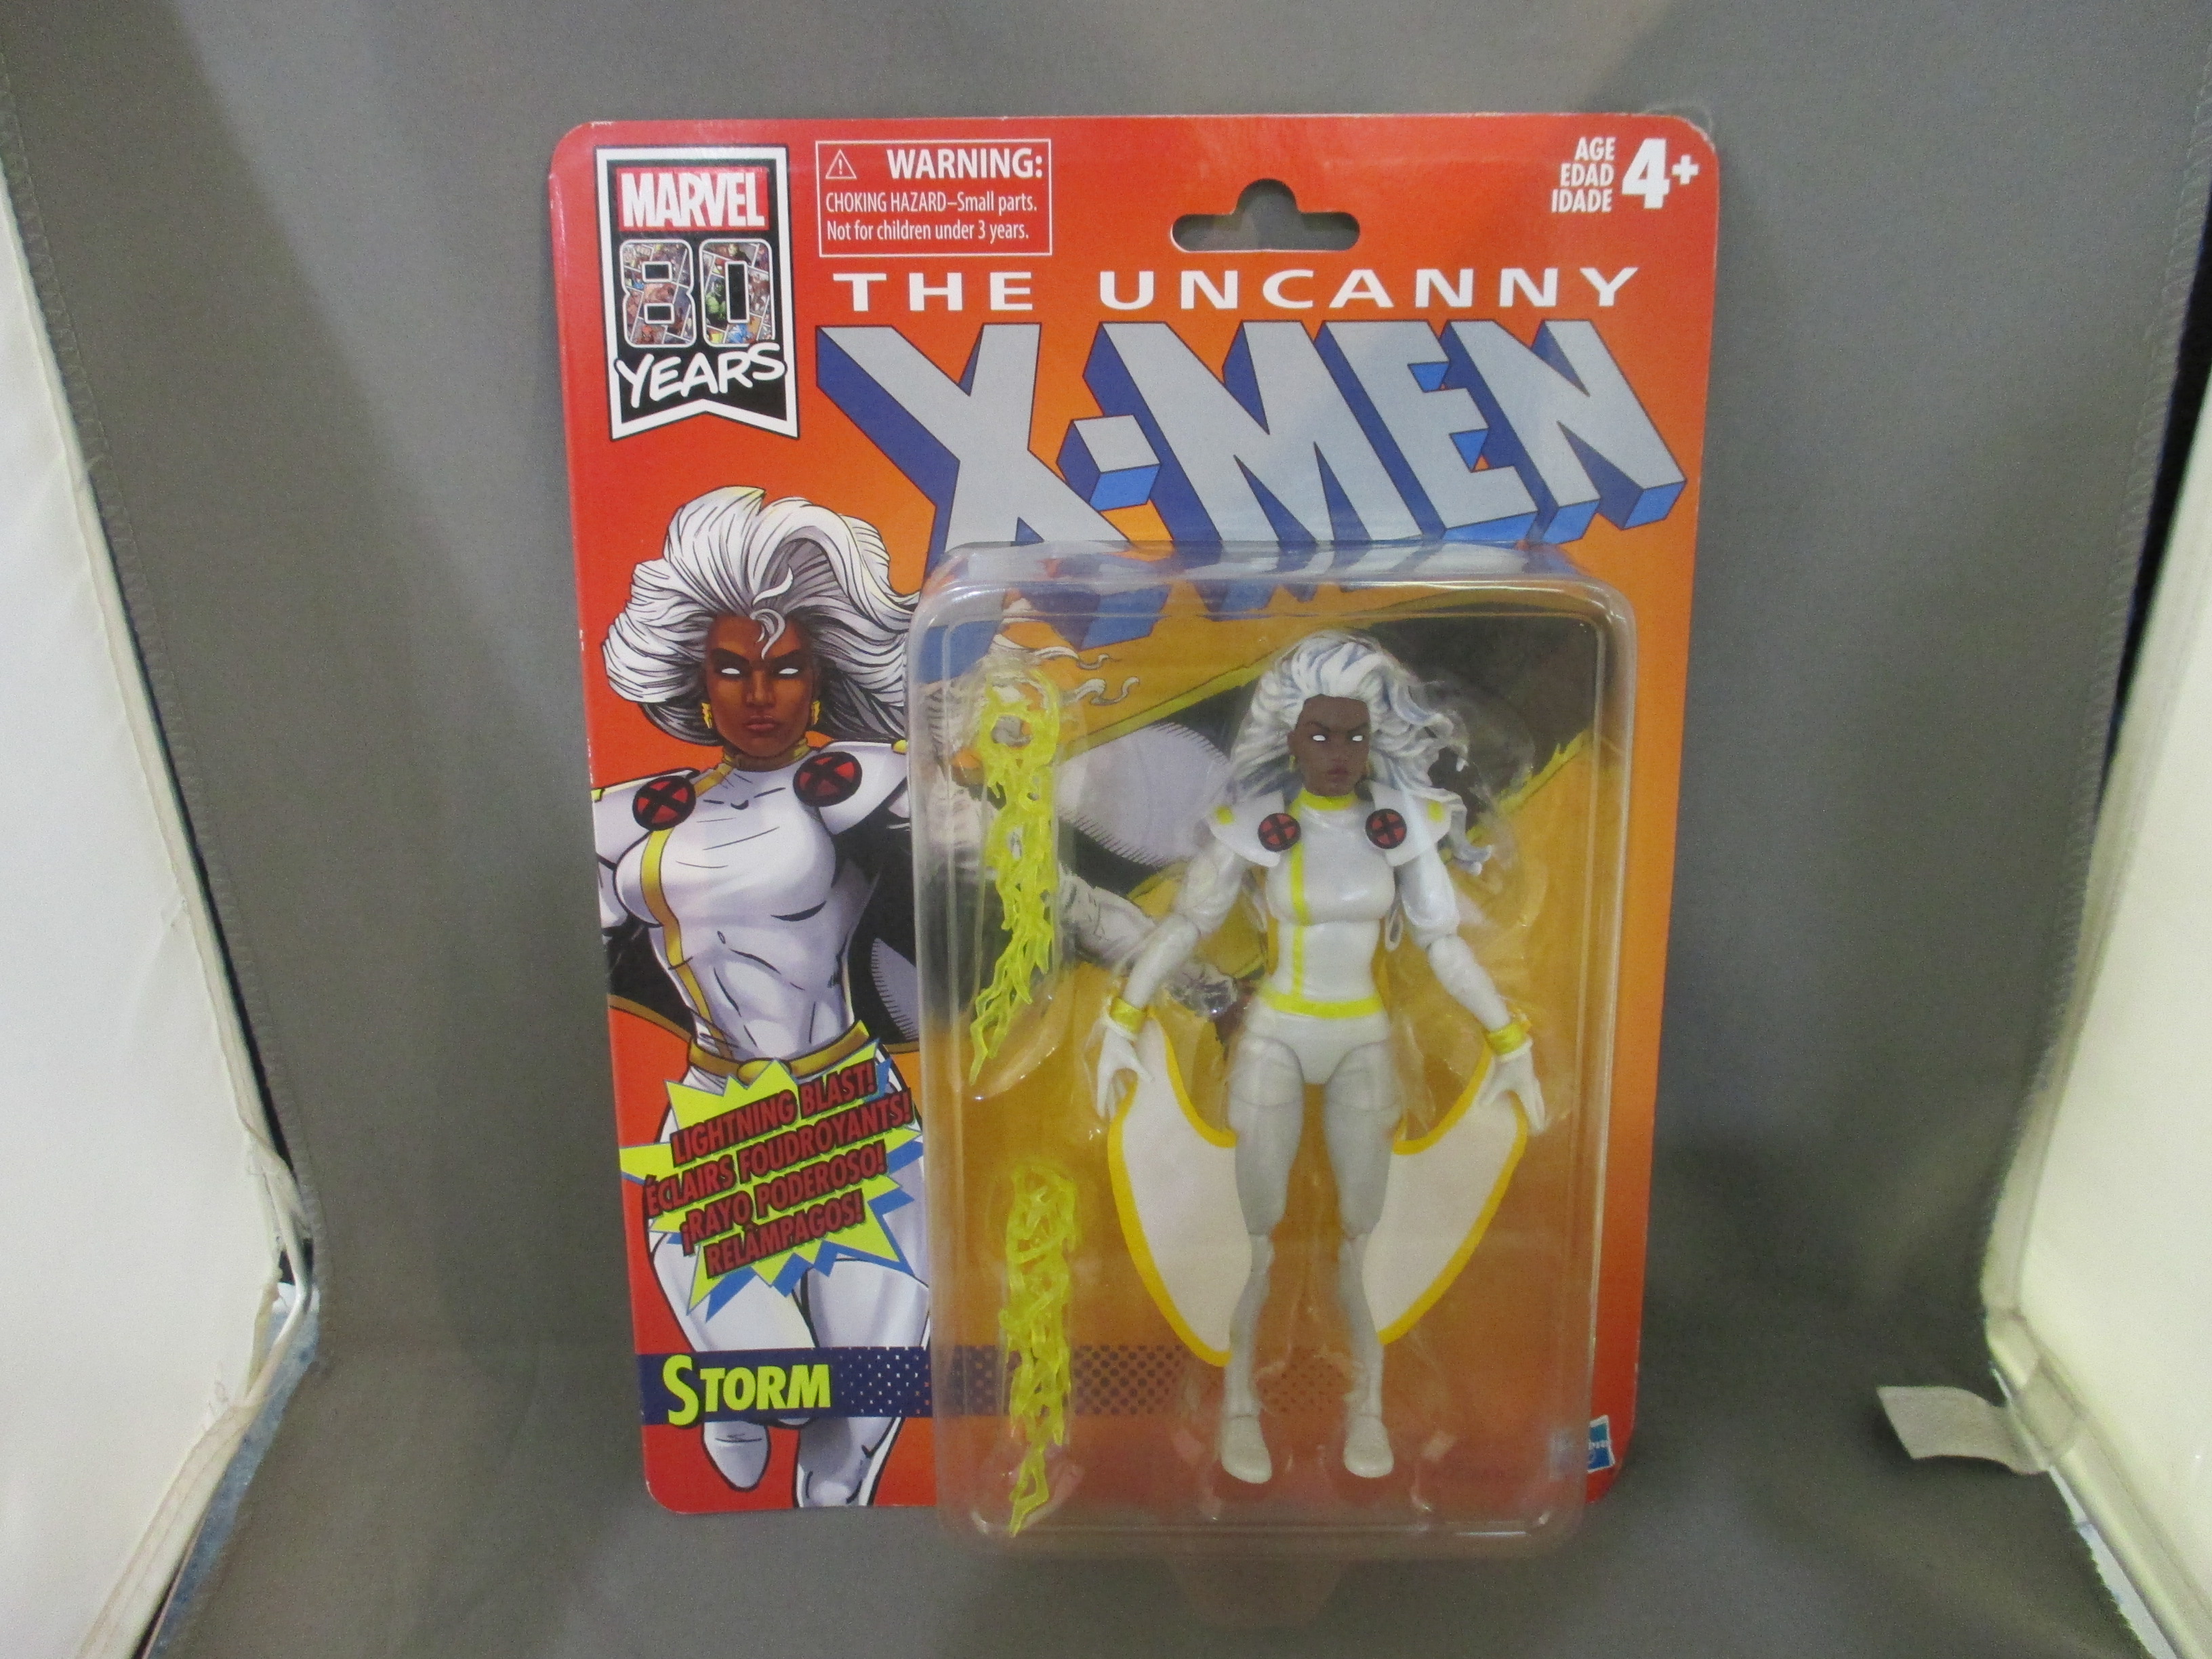 MARVEL
80
YEARS
WARNING:
CHOKING HAZARD–Small parts.
Not for children under 3 years.
AGE
EDAD
IDADE
4+
THE UNCANNY
X-MEN
LIGHTNING BLAST!
ÉCLAIRS FOUDROYANTS!
¡RAYO PODEROSO!
RELÂMPAGOS!
STORM